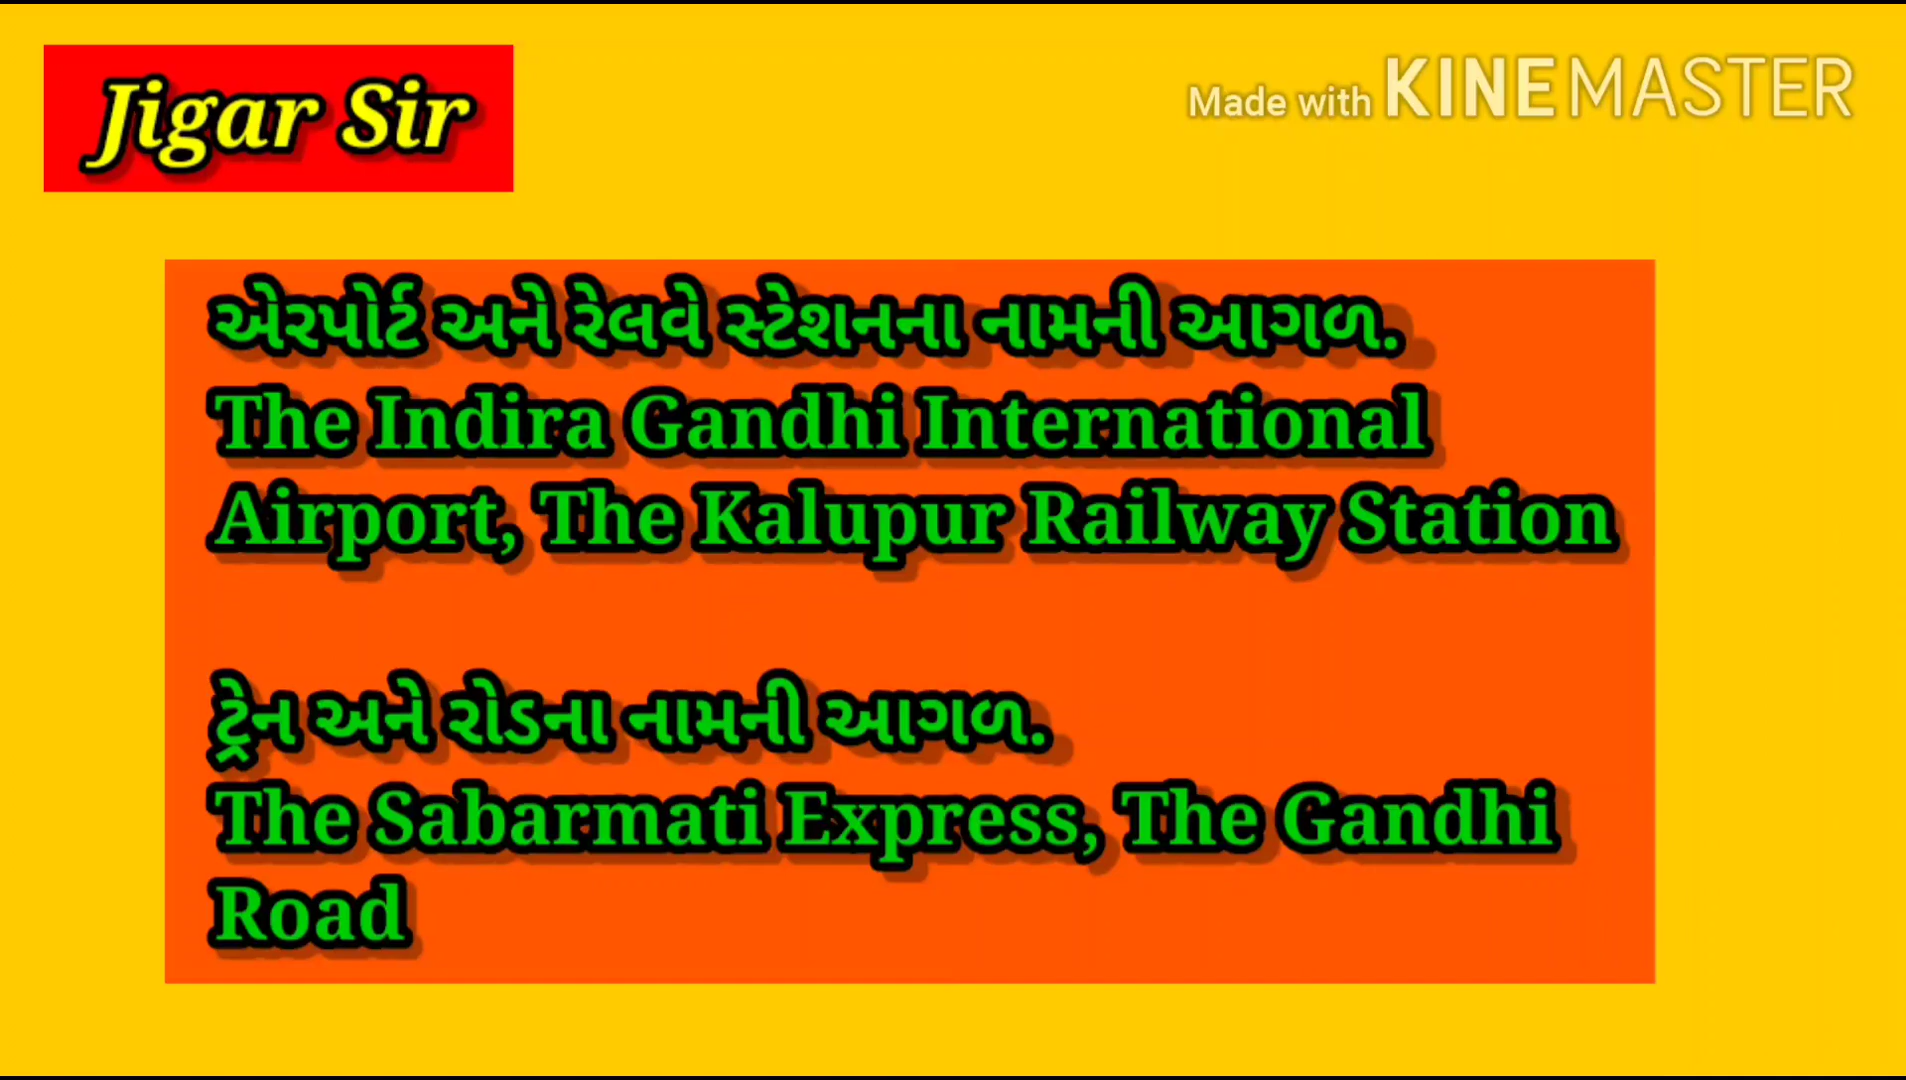 Jigar Sir
Made with KINEMASTER
એરપોર્ટ અને રેલવે સ્ટેશનના નામની આગળ.
The Indira Gandhi International
Airport, The Kalupur Railway Station
ટ્રેન અને રોડના નામની આગળ.
The Sabarmati Express, The Gandhi
Road